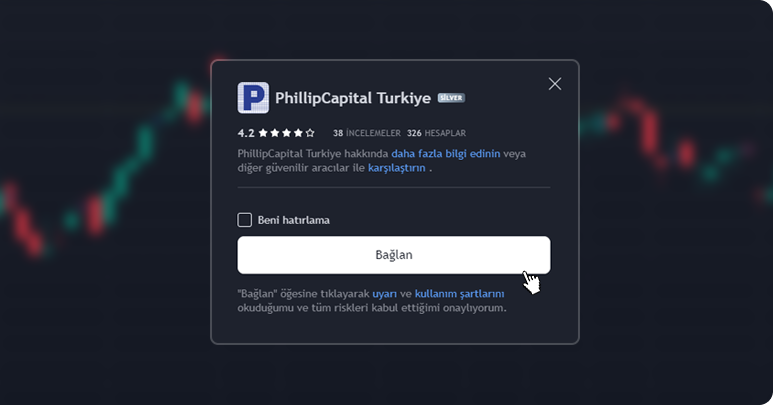 P PhillipCapital Turkiye SİLVER
4.2 38 İNCELEMELER 326 HESAPLAR
PhillipCapital Turkiye hakkında daha fazla bilgi edinin veya
diğer güvenilir aracılar ile karşılaştırın .
Beni hatırlama
Bağlan
"Bağlan" öğesine tıklayarak uyarı ve kullanım şartlarını
okuduğumu ve tüm riskleri kabul ettiğimi onaylıyorum.